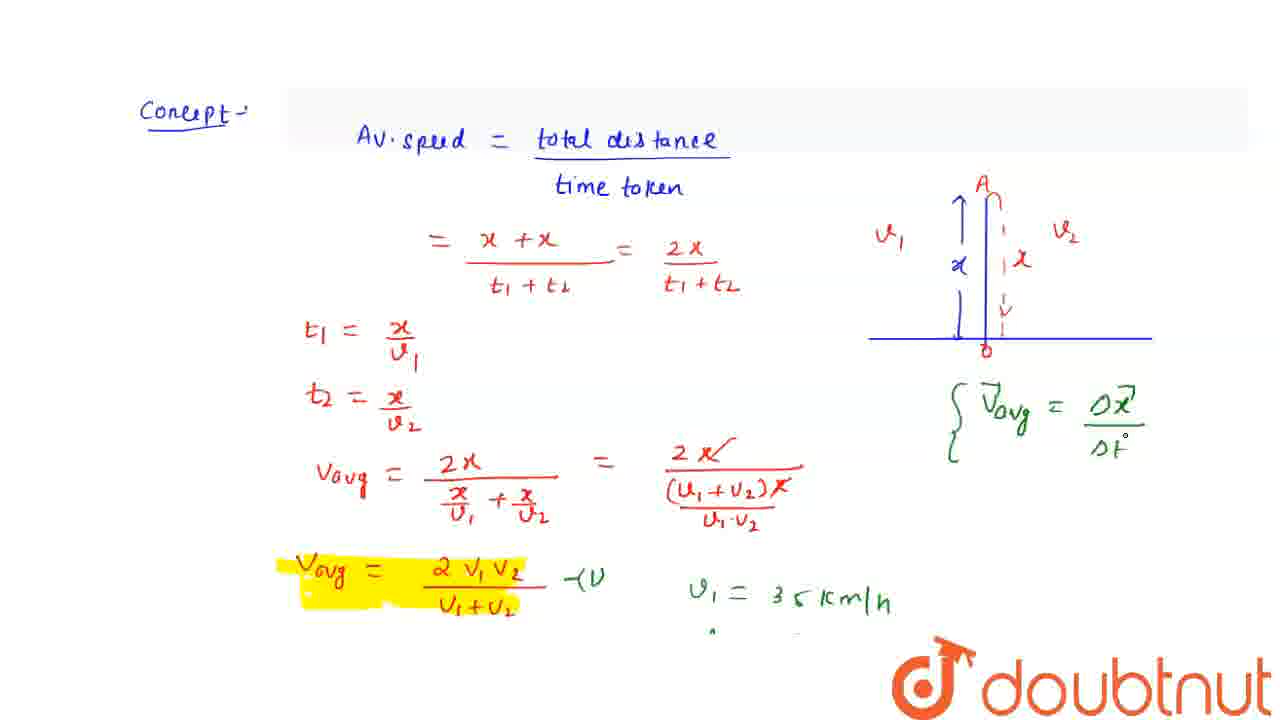 Concept :-
Av. speed = total distance
time taken
= x + x / t₁ + t₂ = 2x / t₁ + t₂
t₁ = x / v₁
t₂ = x / v₂
Vavg = 2x / x/v₁ + x/v₂ = 2x / (v₁ + v₂)x / v₁·v₂
Vavg = 2 v₁ v₂ / v₁ + v₂ -(1)
v₁ = 35 km/h
A
v₁ x x v₂
0
{ V⃗avg = Δx⃗ / Δt
doubtnut